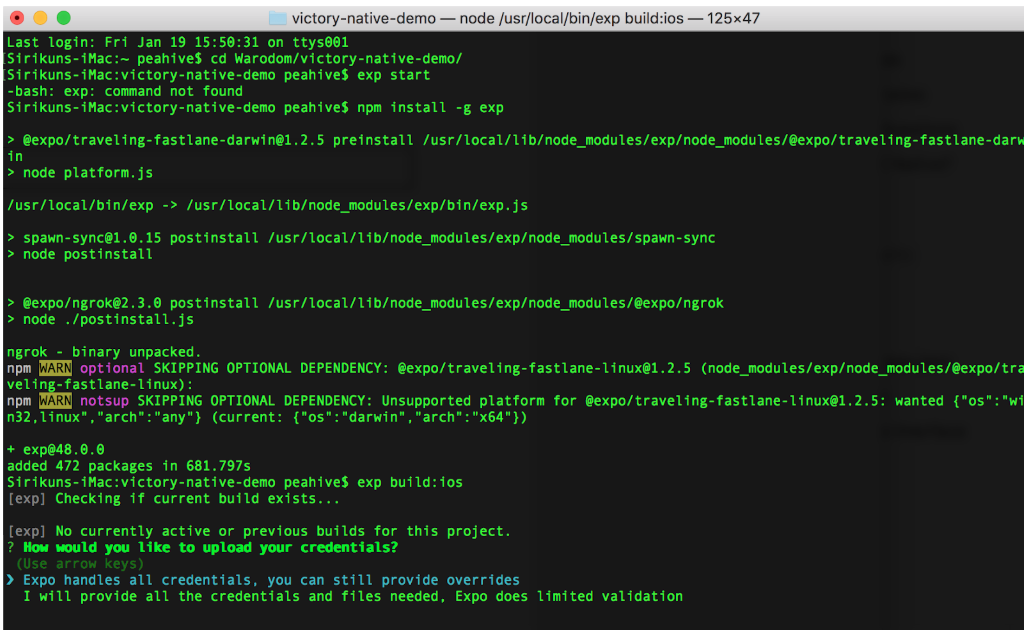 victory-native-demo — node /usr/local/bin/exp build:ios — 125×47
Last login: Fri Jan 19 15:50:31 on ttys001
[Sirikuns-iMac:~ peahive$ cd Warodom/victory-native-demo/
[Sirikuns-iMac:victory-native-demo peahive$ exp start
-bash: exp: command not found
Sirikuns-iMac:victory-native-demo peahive$ npm install -g exp
> @expo/traveling-fastlane-darwin@1.2.5 preinstall /usr/local/lib/node_modules/exp/node_modules/@expo/traveling-fastlane-darw
in
> node platform.js
/usr/local/bin/exp -> /usr/local/lib/node_modules/exp/bin/exp.js
> spawn-sync@1.0.15 postinstall /usr/local/lib/node_modules/exp/node_modules/spawn-sync
> node postinstall
> @expo/ngrok@2.3.0 postinstall /usr/local/lib/node_modules/exp/node_modules/@expo/ngrok
> node ./postinstall.js
ngrok - binary unpacked.
npm WARN optional SKIPPING OPTIONAL DEPENDENCY: @expo/traveling-fastlane-linux@1.2.5 (node_modules/exp/node_modules/@expo/tra
veling-fastlane-linux):
npm WARN notsup SKIPPING OPTIONAL DEPENDENCY: Unsupported platform for @expo/traveling-fastlane-linux@1.2.5: wanted {"os":"wi
n32,linux","arch":"any"} (current: {"os":"darwin","arch":"x64"})
+ exp@48.0.0
added 472 packages in 681.797s
Sirikuns-iMac:victory-native-demo peahive$ exp build:ios
[exp] Checking if current build exists...
[exp] No currently active or previous builds for this project.
? How would you like to upload your credentials?
(Use arrow keys)
❯ Expo handles all credentials, you can still provide overrides
I will provide all the credentials and files needed, Expo does limited validation